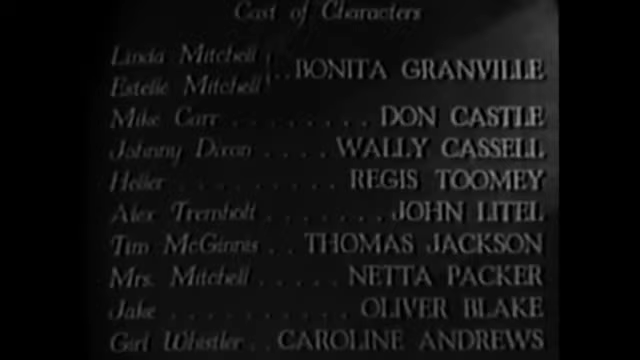 Cast of Characters
Linda Mitchell
Estelle Mitchell ..BONITA GRANVILLE
Mike Carr ........ DON CASTLE
Johnny Dixon .... WALLY CASSELL
Heller ......... REGIS TOOMEY
Alex Tremholt ....... JOHN LITEL
Tim McGinnis .. THOMAS JACKSON
Mrs. Mitchell ..... NETTA PACKER
Jake .......... OLIVER BLAKE
Girl Whistler .. CAROLINE ANDREWS